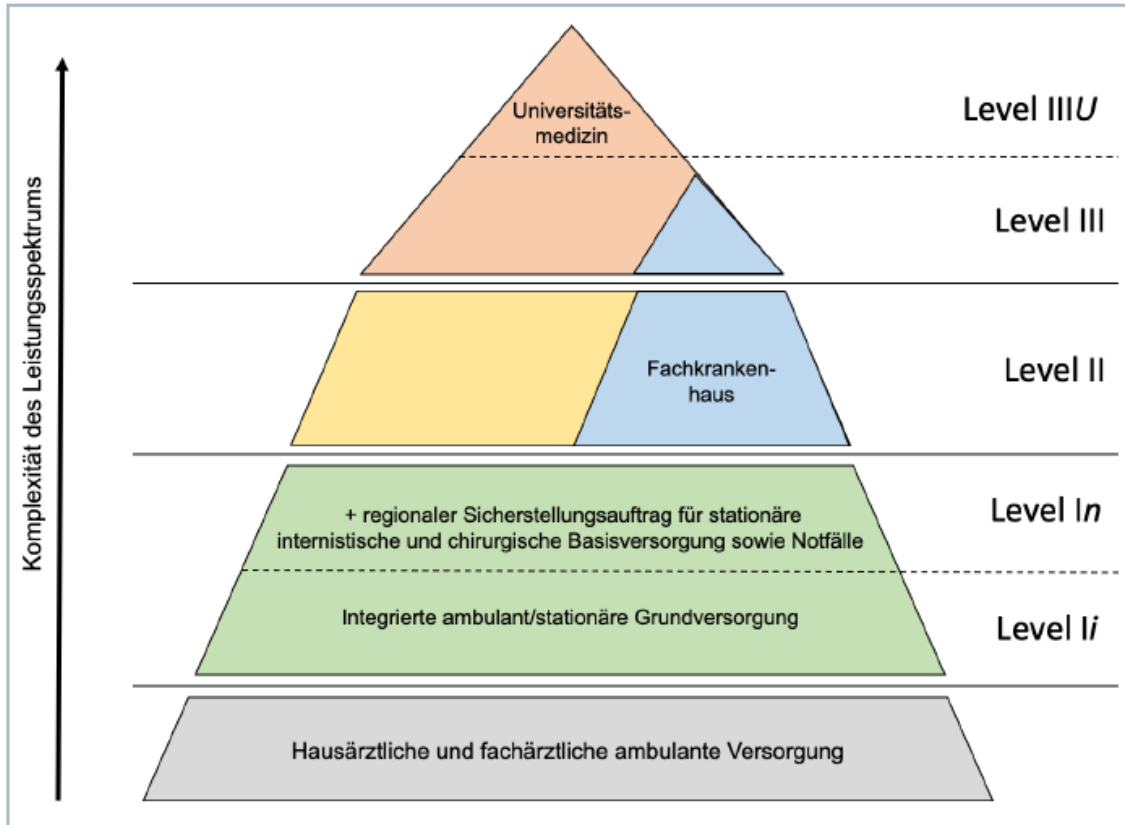 Komplexität des Leistungsspektrums
Universitäts-
medizin
Level IIIU
Level III
Fachkranken-
haus
Level II
+ regionaler Sicherstellungsauftrag für stationäre
internistische und chirurgische Basisversorgung sowie Notfälle
Level In
Integrierte ambulant/stationäre Grundversorgung
Level Ii
Hausärztliche und fachärztliche ambulante Versorgung